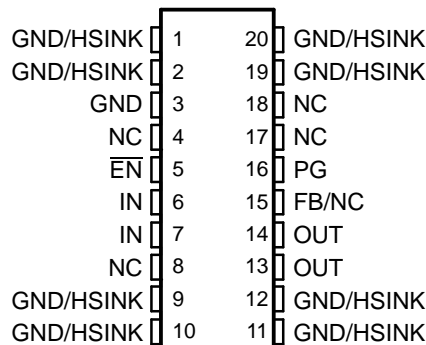 GND/HSINK 1 20 GND/HSINK
GND/HSINK 2 19 GND/HSINK
GND 3 18 NC
NC 4 17 NC
E̅N̅ 5 16 PG
IN 6 15 FB/NC
IN 7 14 OUT
NC 8 13 OUT
GND/HSINK 9 12 GND/HSINK
GND/HSINK 10 11 GND/HSINK